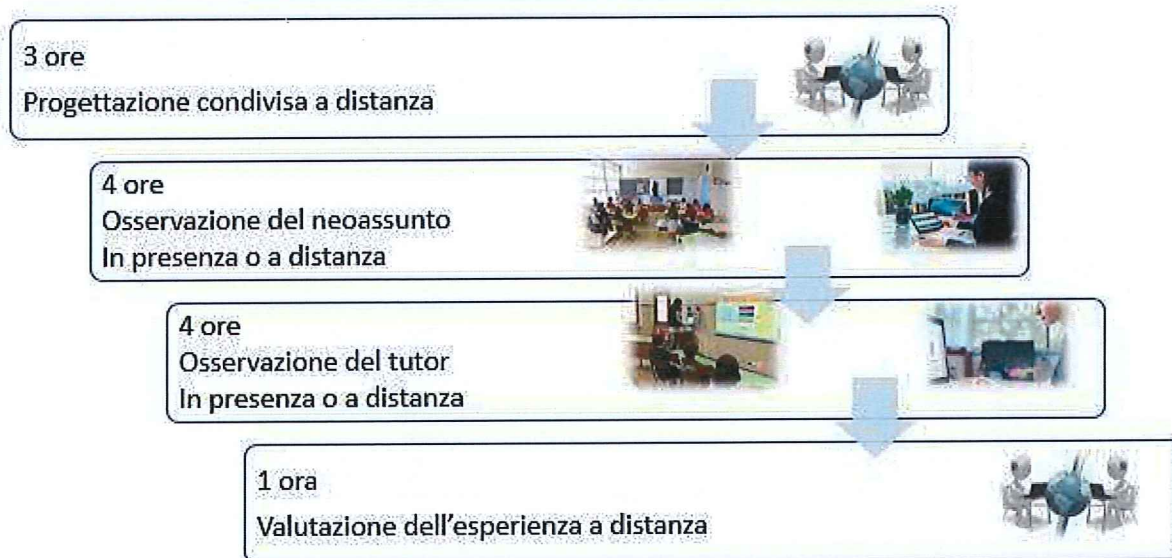 3 ore
Progettazione condivisa a distanza
4 ore
Osservazione del neoassunto
In presenza o a distanza
4 ore
Osservazione del tutor
In presenza o a distanza
1 ora
Valutazione dell'esperienza a distanza